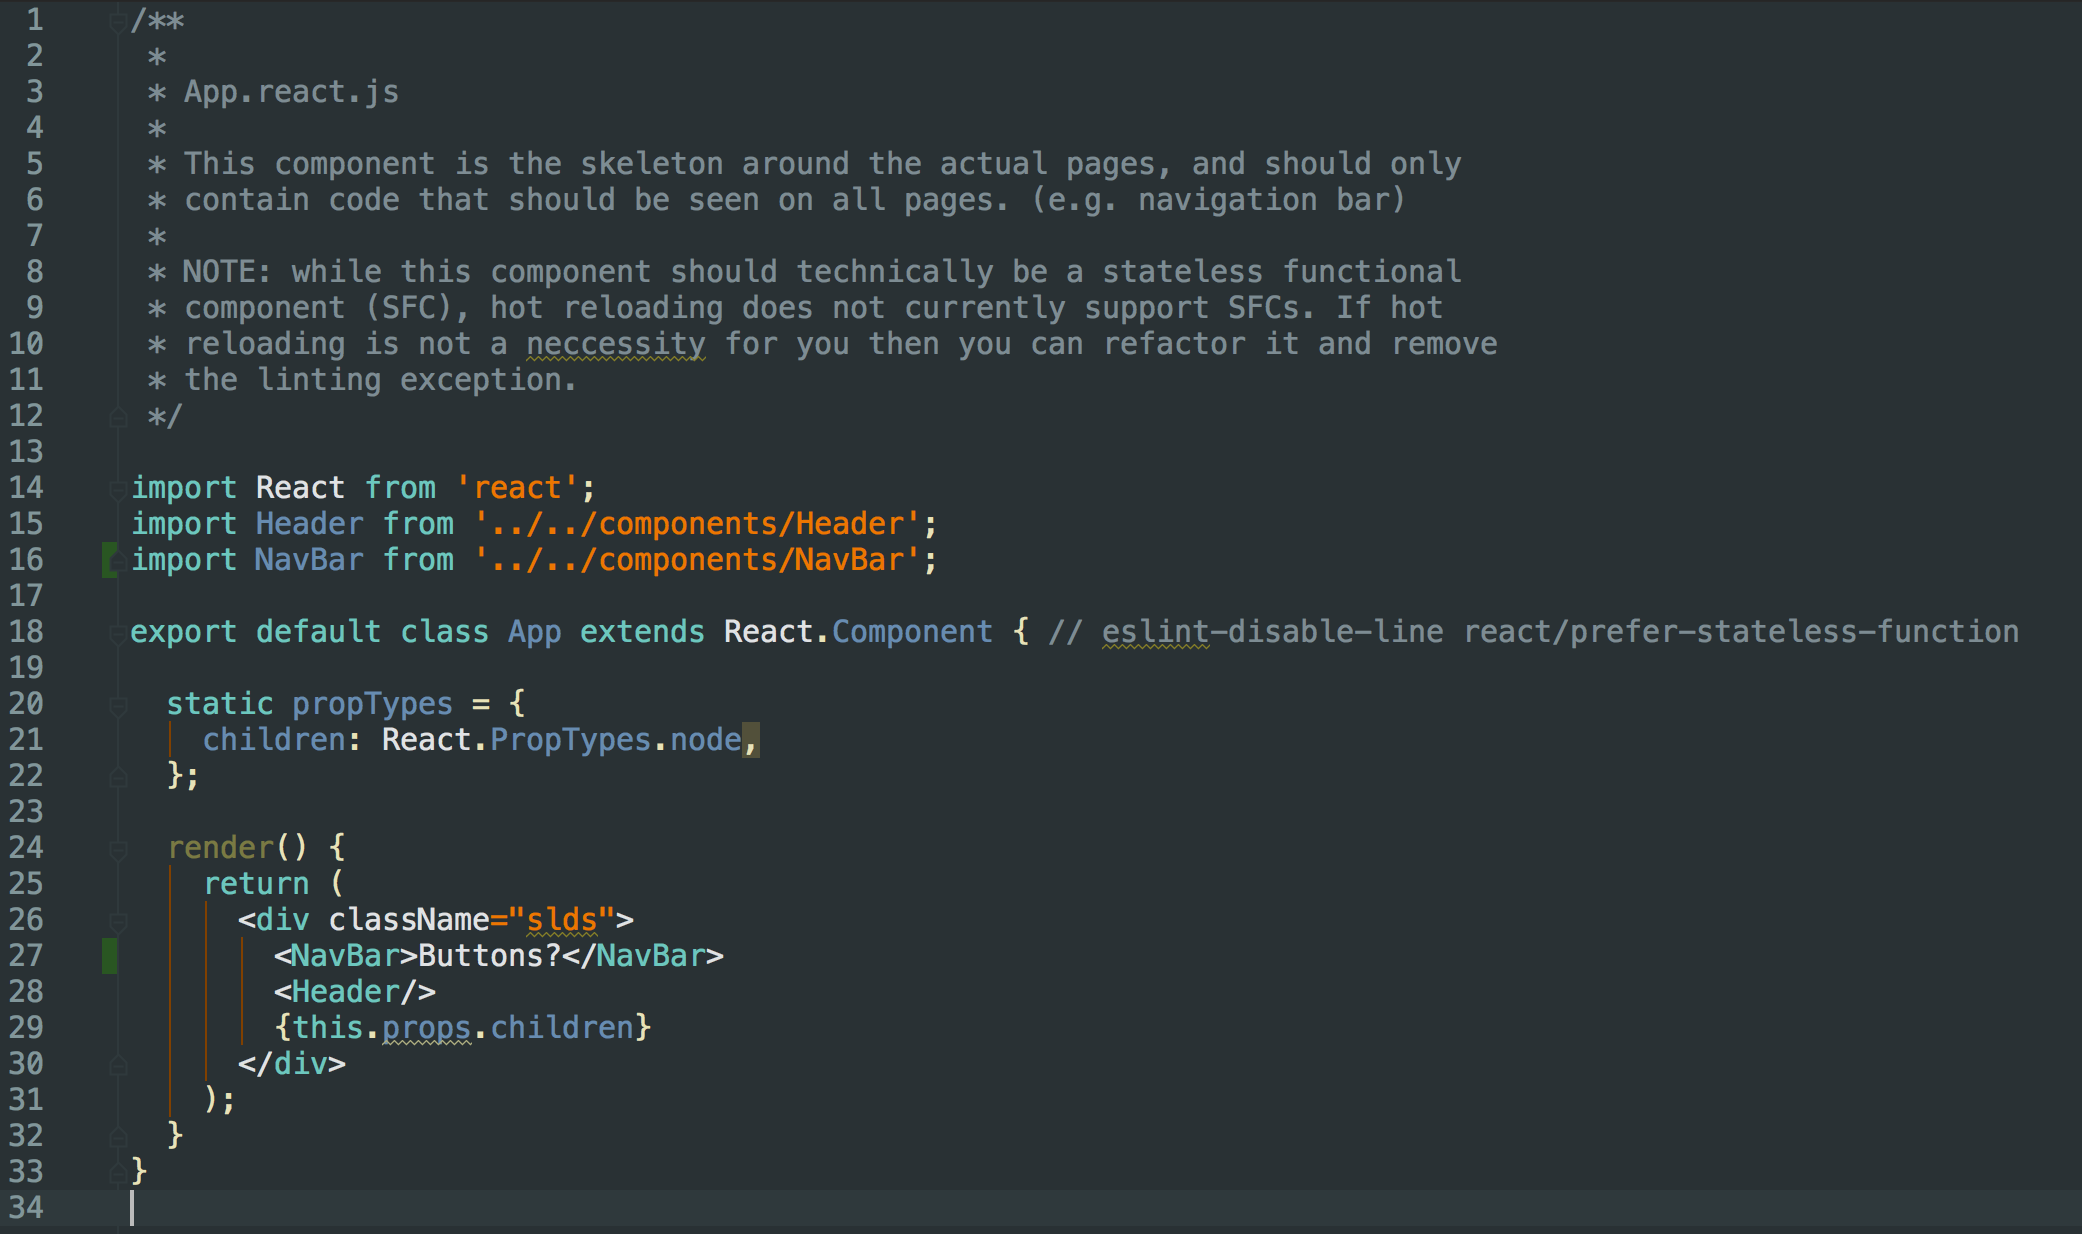 1 /**
2  *
3  * App.react.js
4  *
5  * This component is the skeleton around the actual pages, and should only
6  * contain code that should be seen on all pages. (e.g. navigation bar)
7  *
8  * NOTE: while this component should technically be a stateless functional
9  * component (SFC), hot reloading does not currently support SFCs. If hot
10  * reloading is not a neccessity for you then you can refactor it and remove
11  * the linting exception.
12  */
13
14 import React from 'react';
15 import Header from '../../components/Header';
16 import NavBar from '../../components/NavBar';
17
18 export default class App extends React.Component { // eslint-disable-line react/prefer-stateless-function
19
20   static propTypes = {
21     children: React.PropTypes.node,
22   };
23
24   render() {
25     return (
26       <div className="slds">
27         <NavBar>Buttons?</NavBar>
28         <Header/>
29         {this.props.children}
30       </div>
31     );
32   }
33 }
34